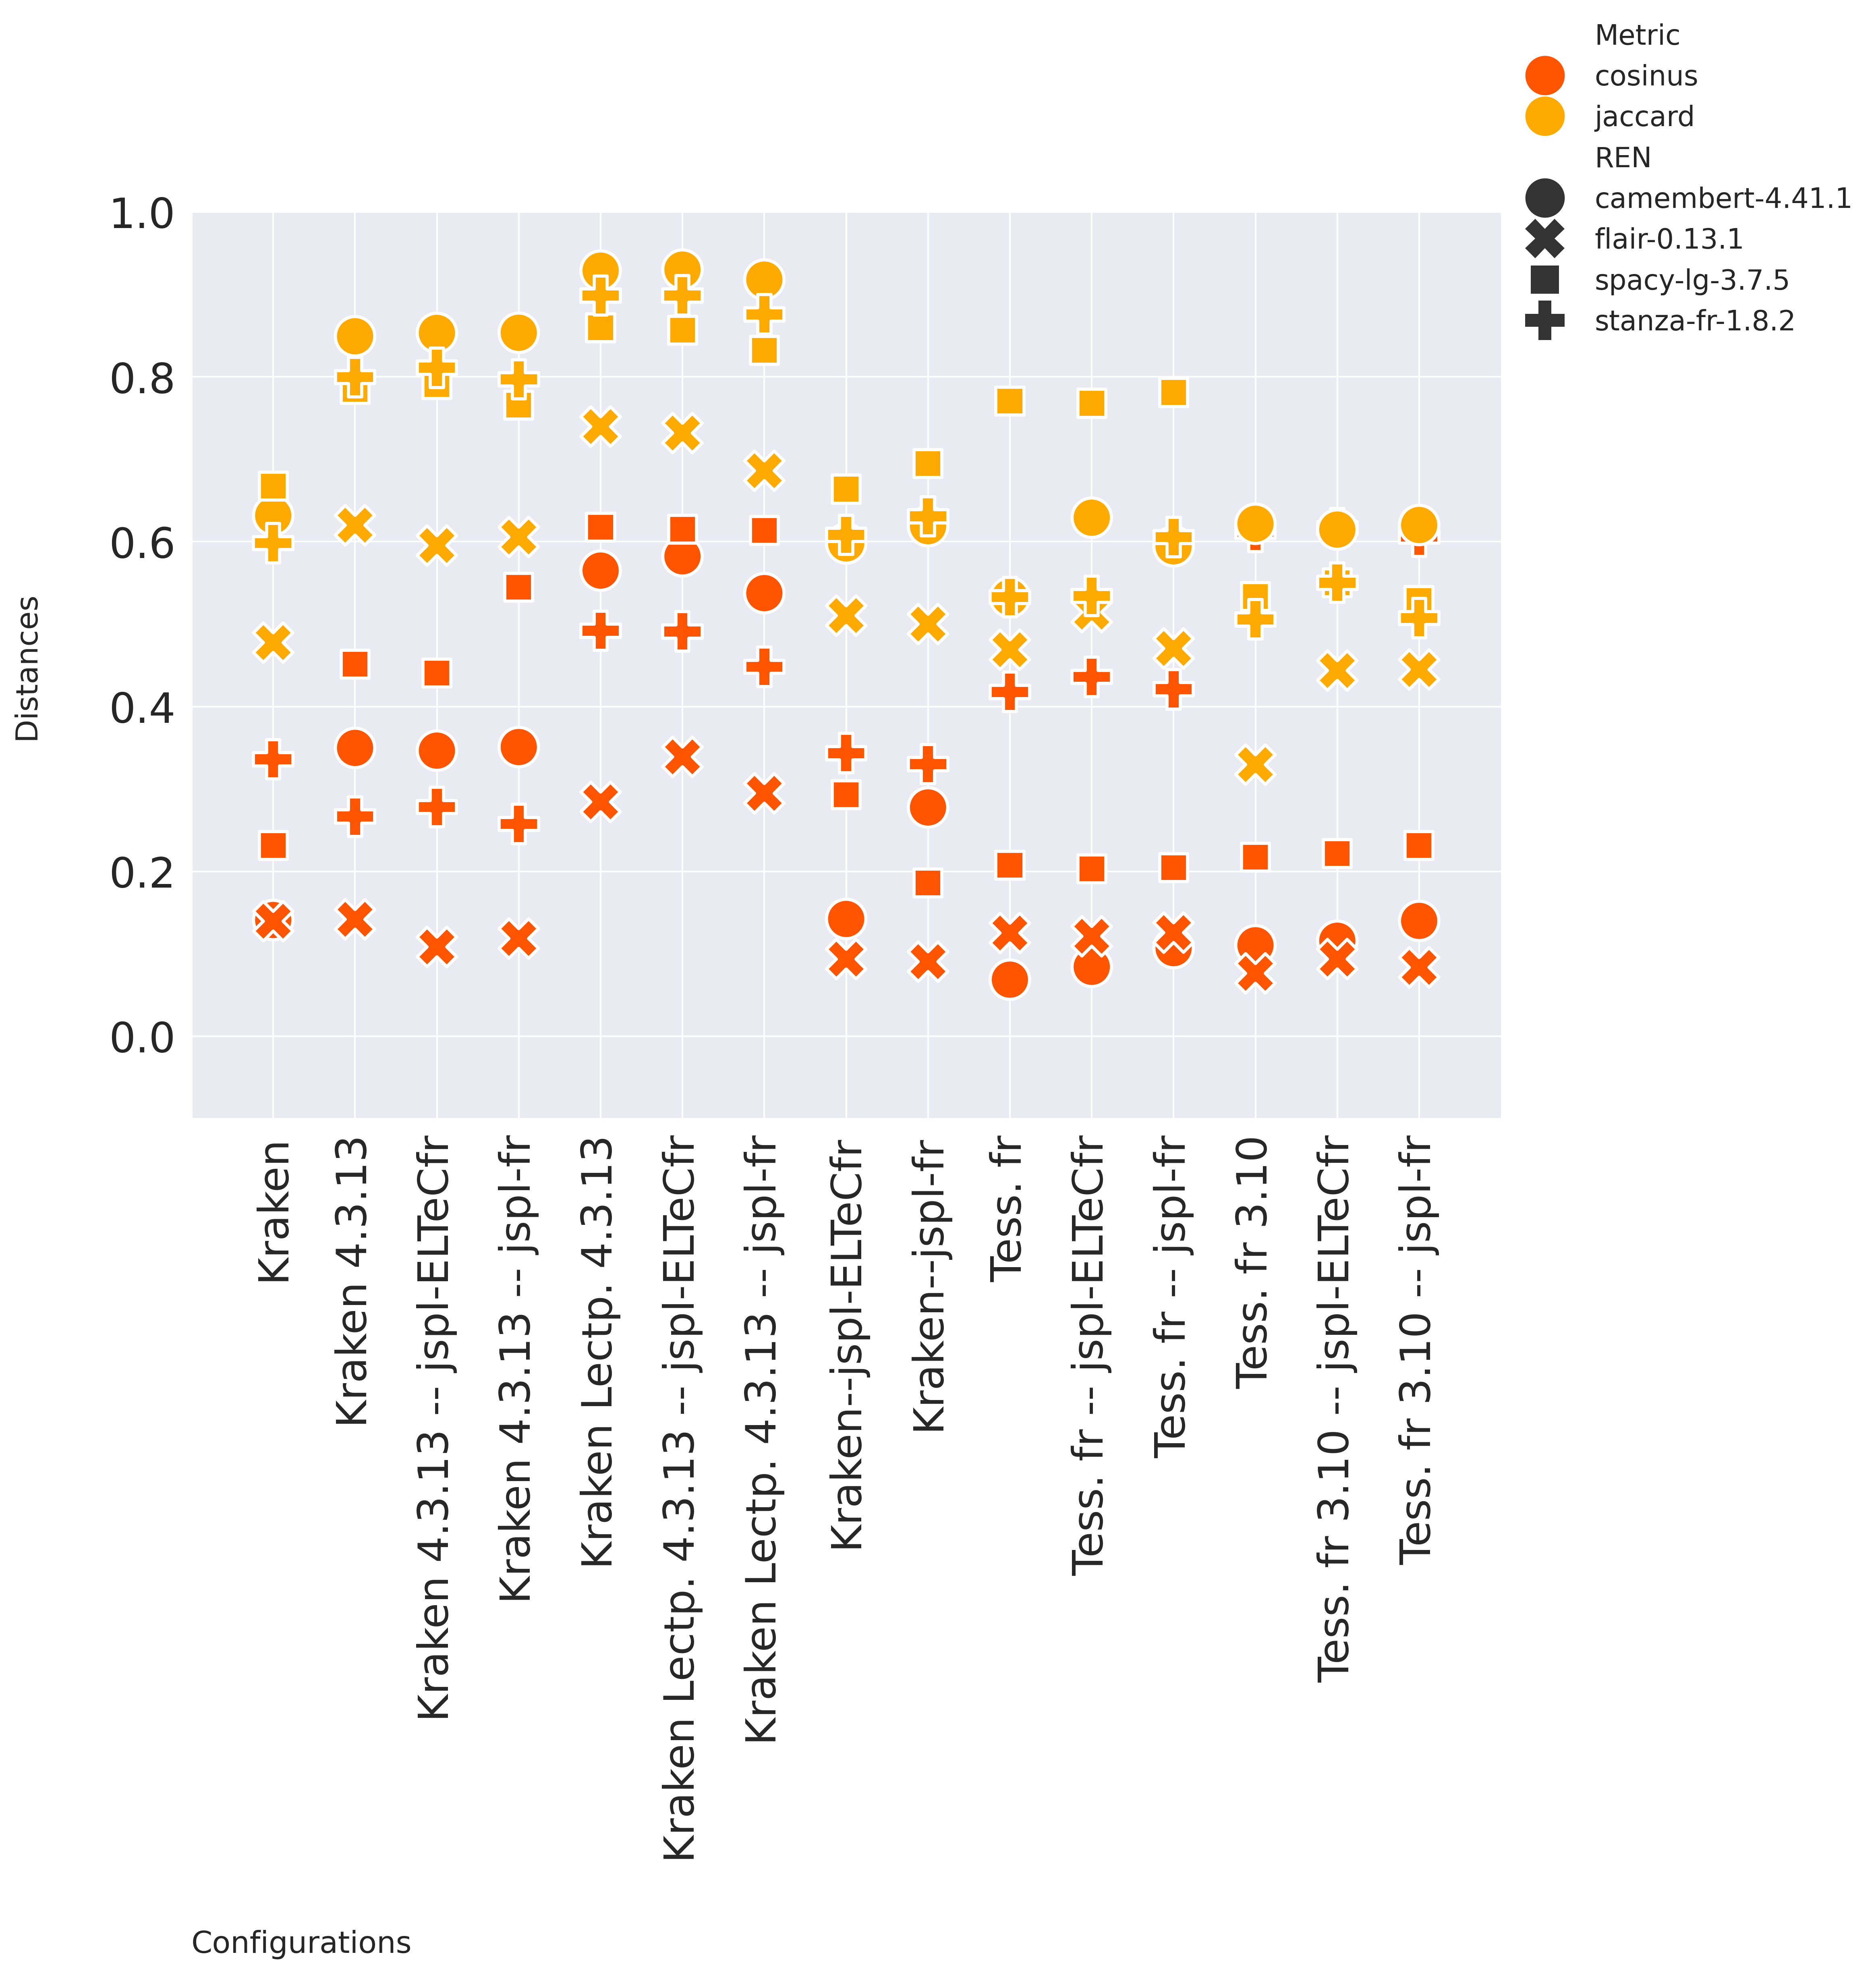 Metric
cosinus
jaccard
REN
camembert-4.41.1
flair-0.13.1
spacy-lg-3.7.5
stanza-fr-1.8.2
1.0
0.8
0.6
0.4
0.2
0.0
Distances
Kraken
Kraken 4.3.13
Kraken 4.3.13 -- jspl-ELTeCfr
Kraken 4.3.13 -- jspl-fr
Kraken Lectp. 4.3.13
Kraken Lectp. 4.3.13 -- jspl-ELTeCfr
Kraken Lectp. 4.3.13 -- jspl-fr
Kraken--jspl-ELTeCfr
Kraken--jspl-fr
Tess. fr
Tess. fr -- jspl-ELTeCfr
Tess. fr -- jspl-fr
Tess. fr 3.10
Tess. fr 3.10 -- jspl-ELTeCfr
Tess. fr 3.10 -- jspl-fr
Configurations